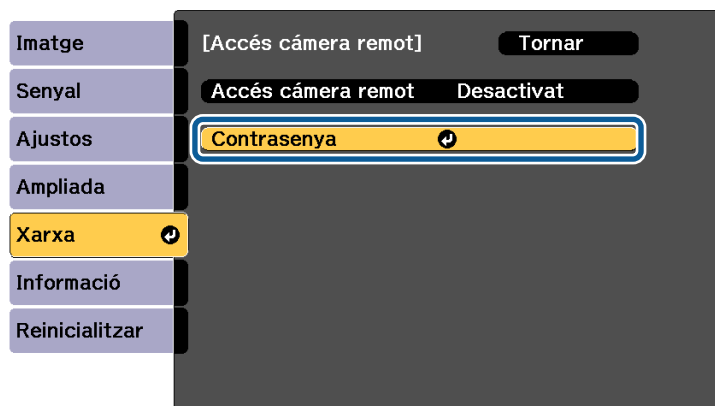 Imatge
Senyal
Ajustos
Ampliada
Xarxa
Informació
Reinicialitzar
[Accés cámera remot] Tornar
Accés cámera remot Desactivat
Contrasenya